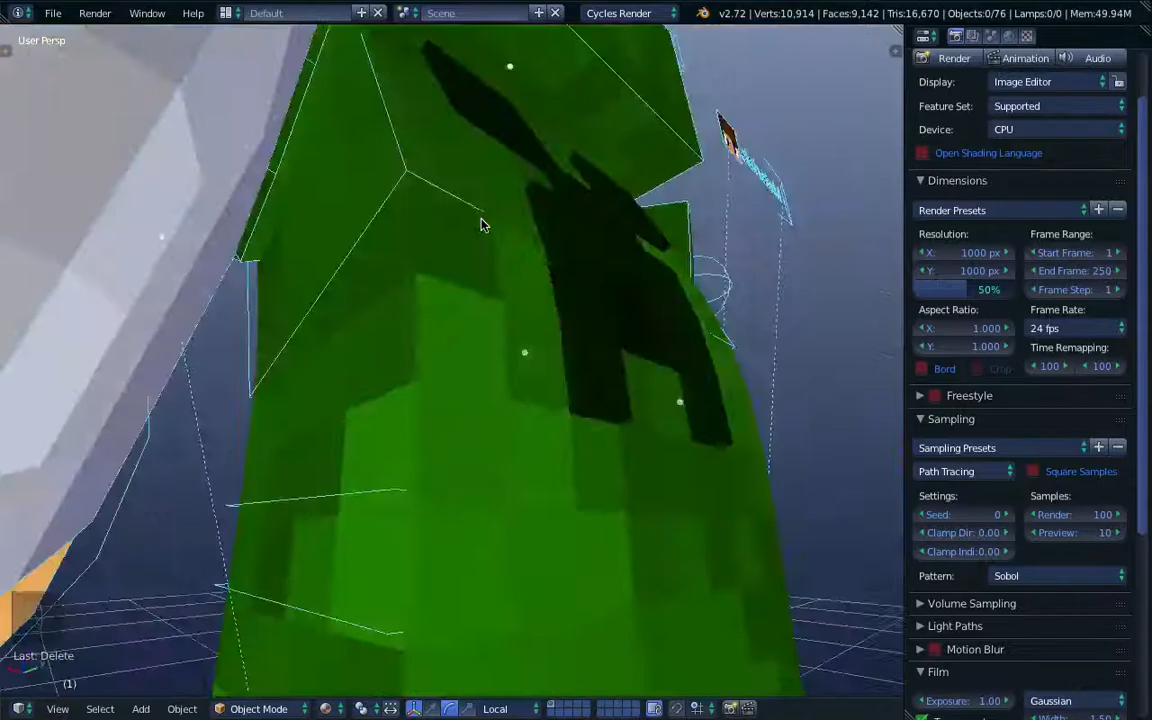 File Render Window Help Default Scene Cycles Render v2.72 | Verts:10,914 | Faces:9,142 | Tris:16,670 | Objects:0/76 | Lamps:0/0 | Mem:49.94M
User Persp
Render Animation Audio
Display: Image Editor
Feature Set: Supported
Device: CPU
Open Shading Language
Dimensions
Render Presets
Resolution: Frame Range:
X: 1000 px Start Frame: 1
Y: 1000 px End Frame: 250
50% Frame Step: 1
Aspect Ratio: Frame Rate:
X: 1.000 24 fps
Y: 1.000 Time Remapping:
Bord Crop 100 100
Freestyle
Sampling
Sampling Presets
Path Tracing Square Samples
Settings: Samples:
Seed: 0 Render: 100
Clamp Dir: 0.00 Preview: 10
Clamp Indi:0.00
Pattern: Sobol
Volume Sampling
Light Paths
Motion Blur
Film
Exposure: 1.00 Gaussian
Last: Delete
(1)
View Select Add Object Object Mode Local